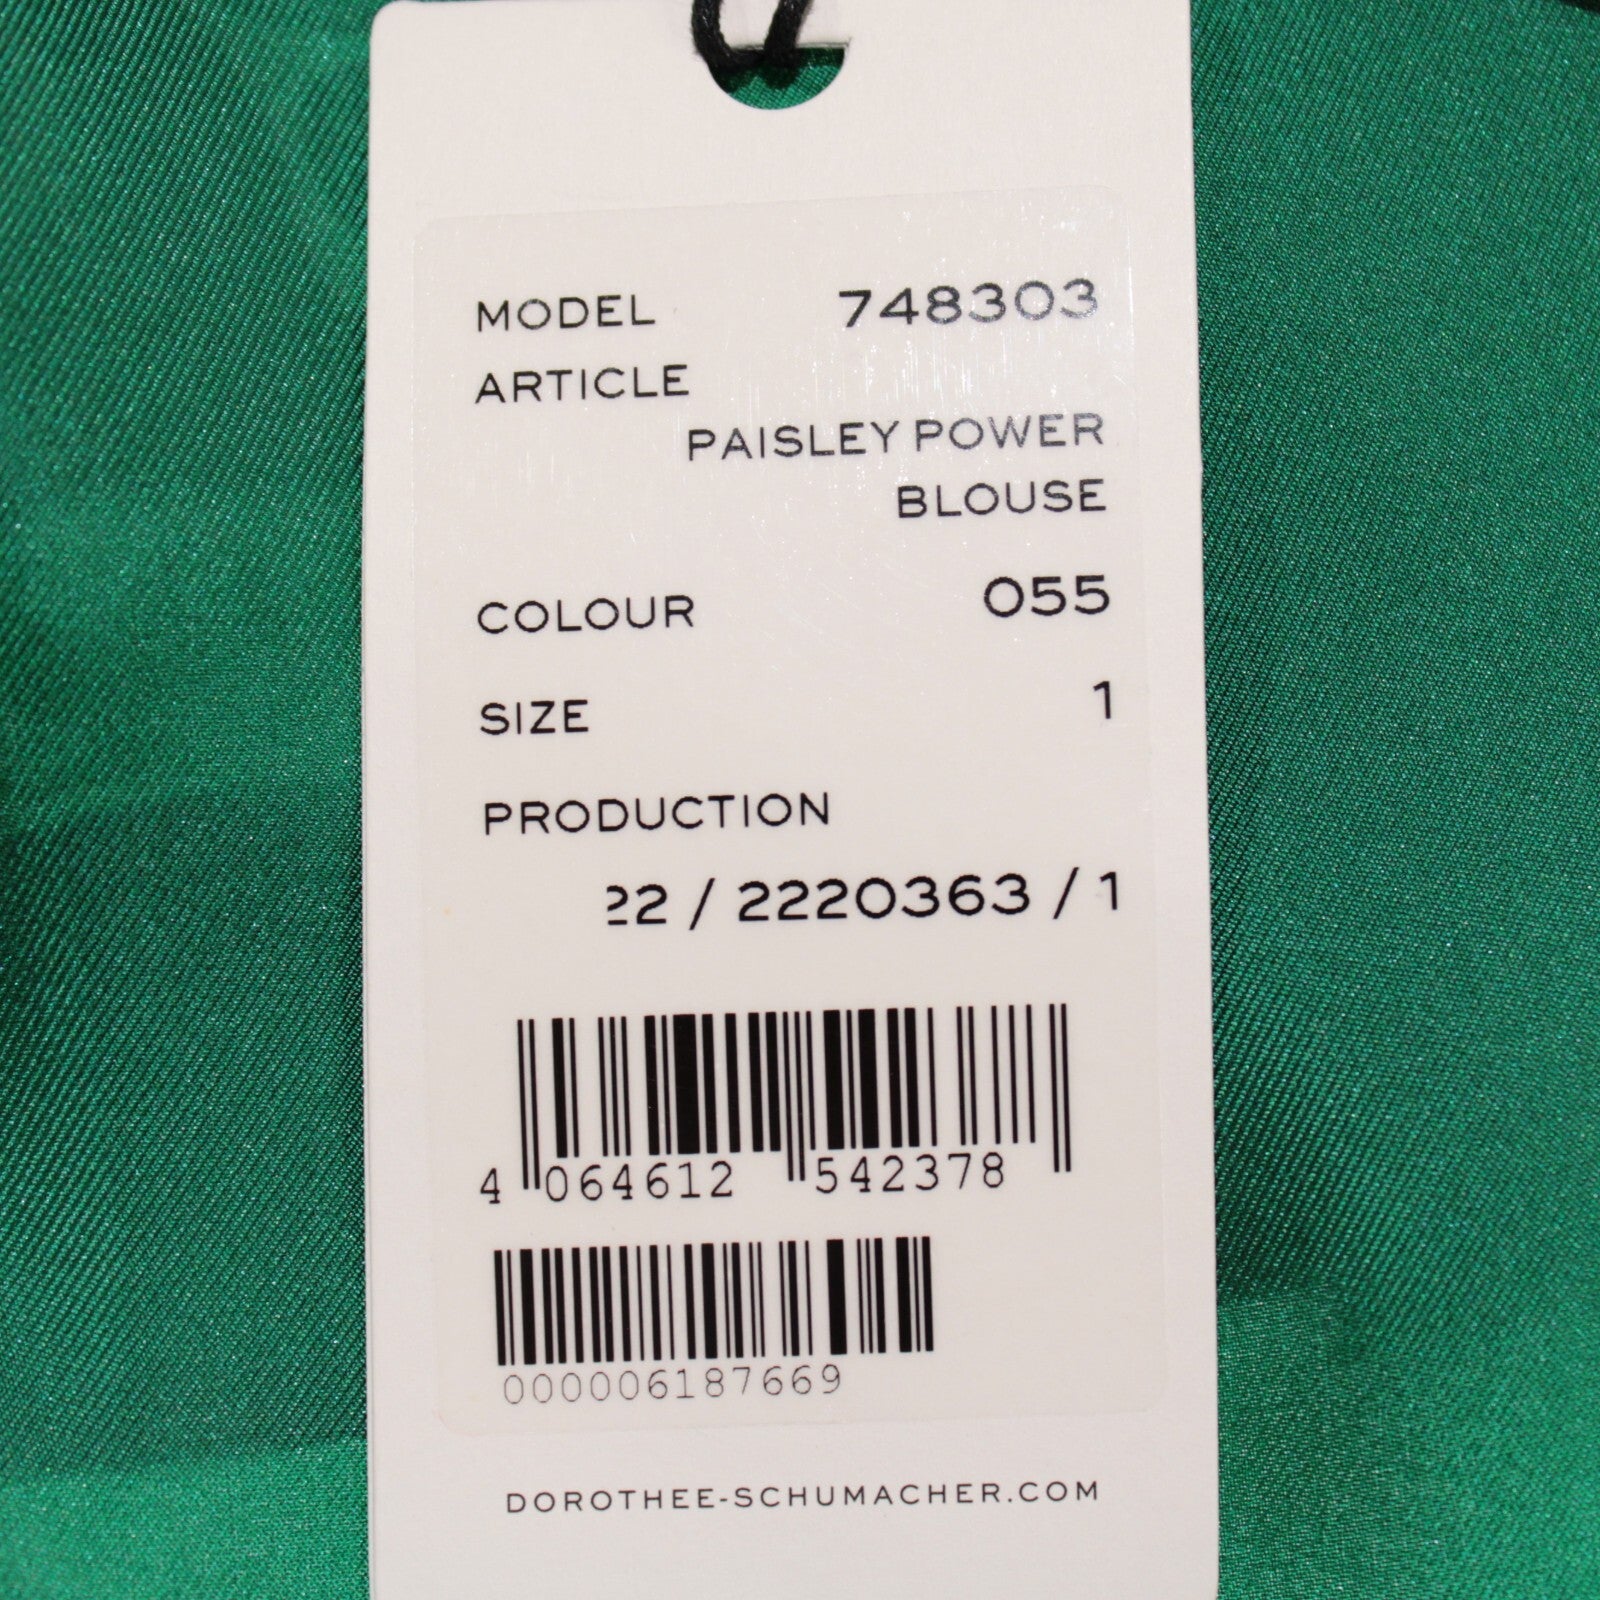 MODEL 748303
ARTICLE
PAISLEY POWER
BLOUSE
COLOUR 055
SIZE 1
PRODUCTION
22 / 2220363 / 1
4 064612 542378
000006187669
DOROTHEE-SCHUMACHER.COM